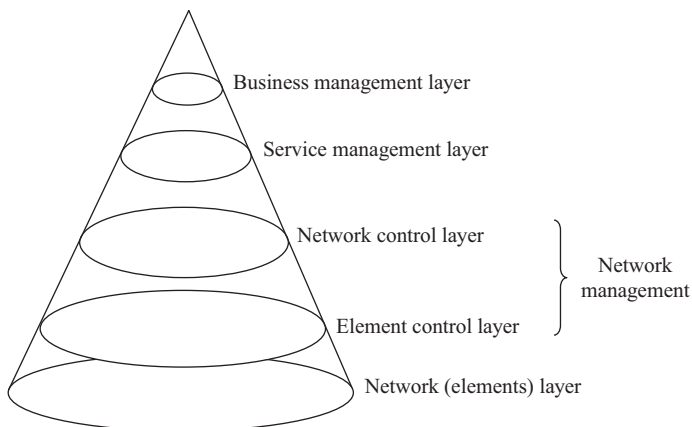 Business management layer
Service management layer
Network control layer
Network
management
Element control layer
Network (elements) layer